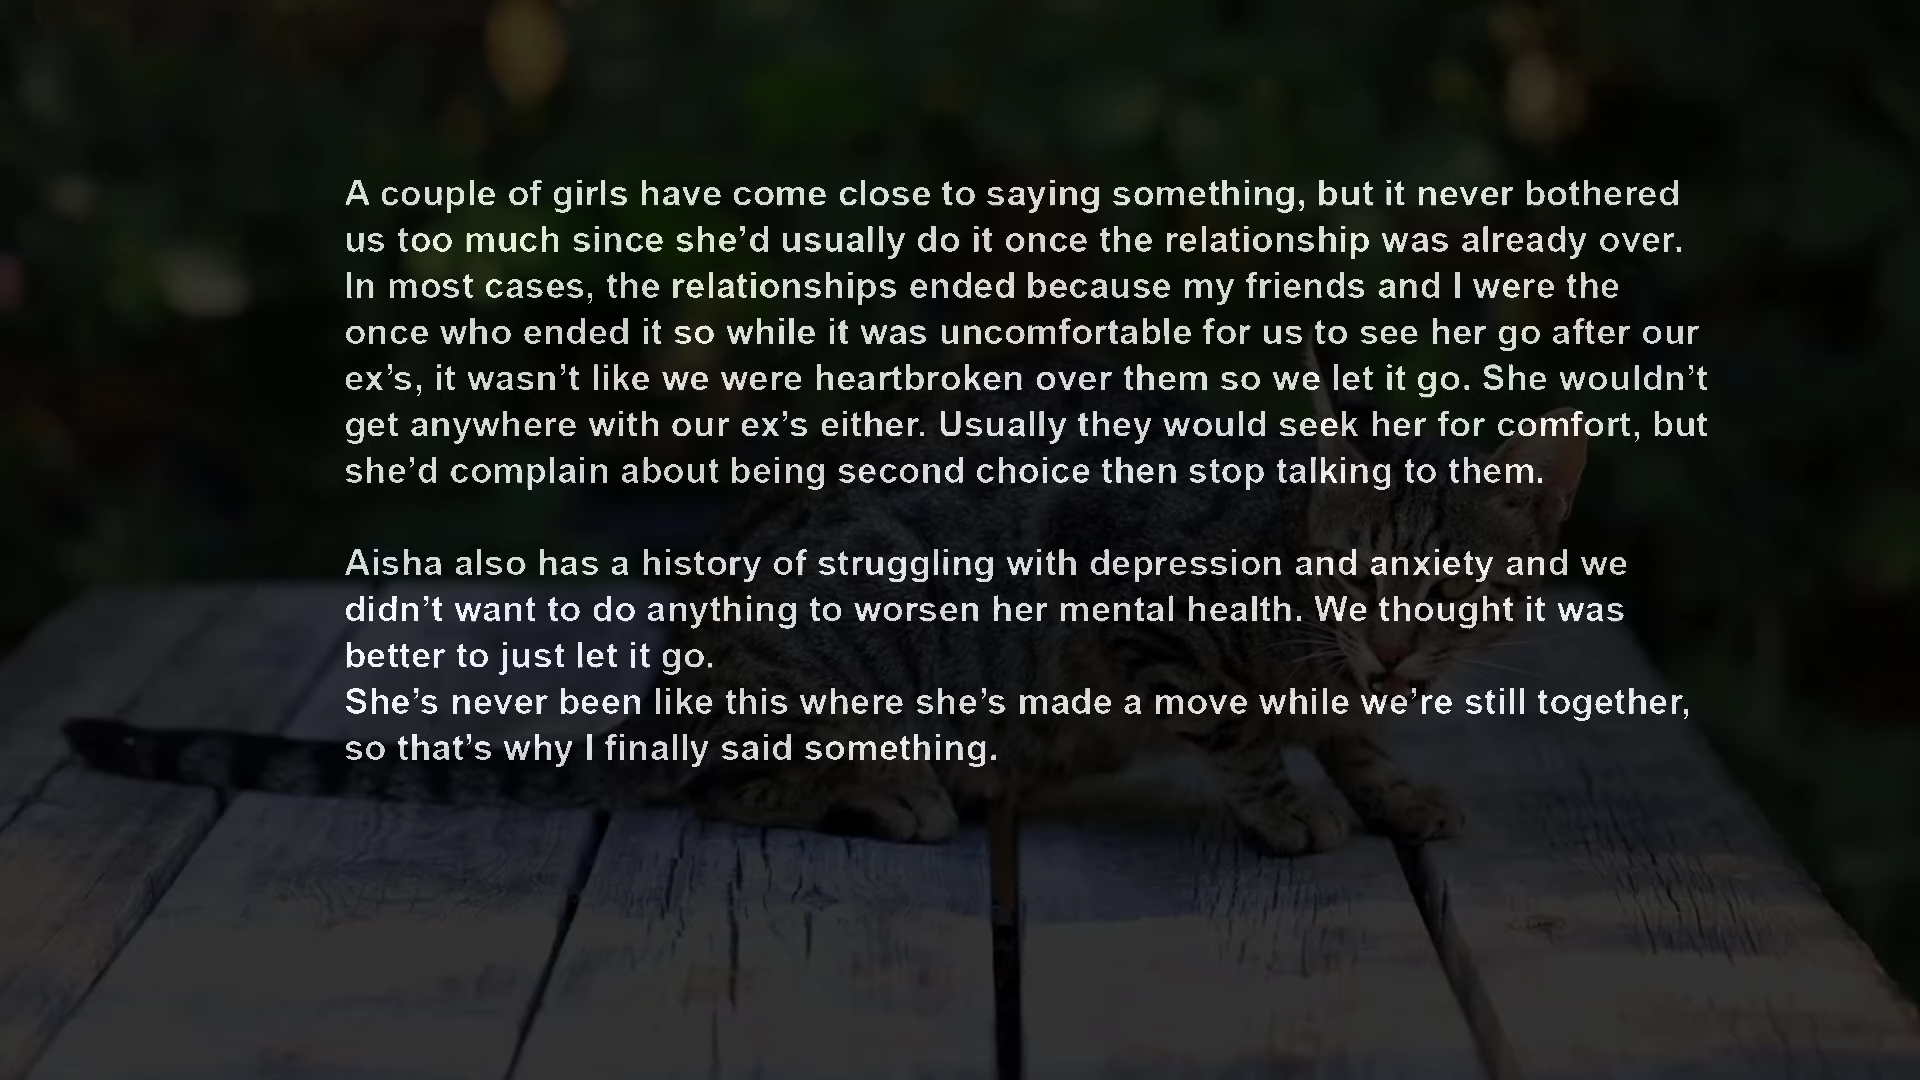 A couple of girls have come close to saying something, but it never bothered
us too much since she’d usually do it once the relationship was already over.
In most cases, the relationships ended because my friends and I were the
once who ended it so while it was uncomfortable for us to see her go after our
ex’s, it wasn’t like we were heartbroken over them so we let it go. She wouldn’t
get anywhere with our ex’s either. Usually they would seek her for comfort, but
she’d complain about being second choice then stop talking to them.

Aisha also has a history of struggling with depression and anxiety and we
didn’t want to do anything to worsen her mental health. We thought it was
better to just let it go.
She’s never been like this where she’s made a move while we’re still together,
so that’s why I finally said something.